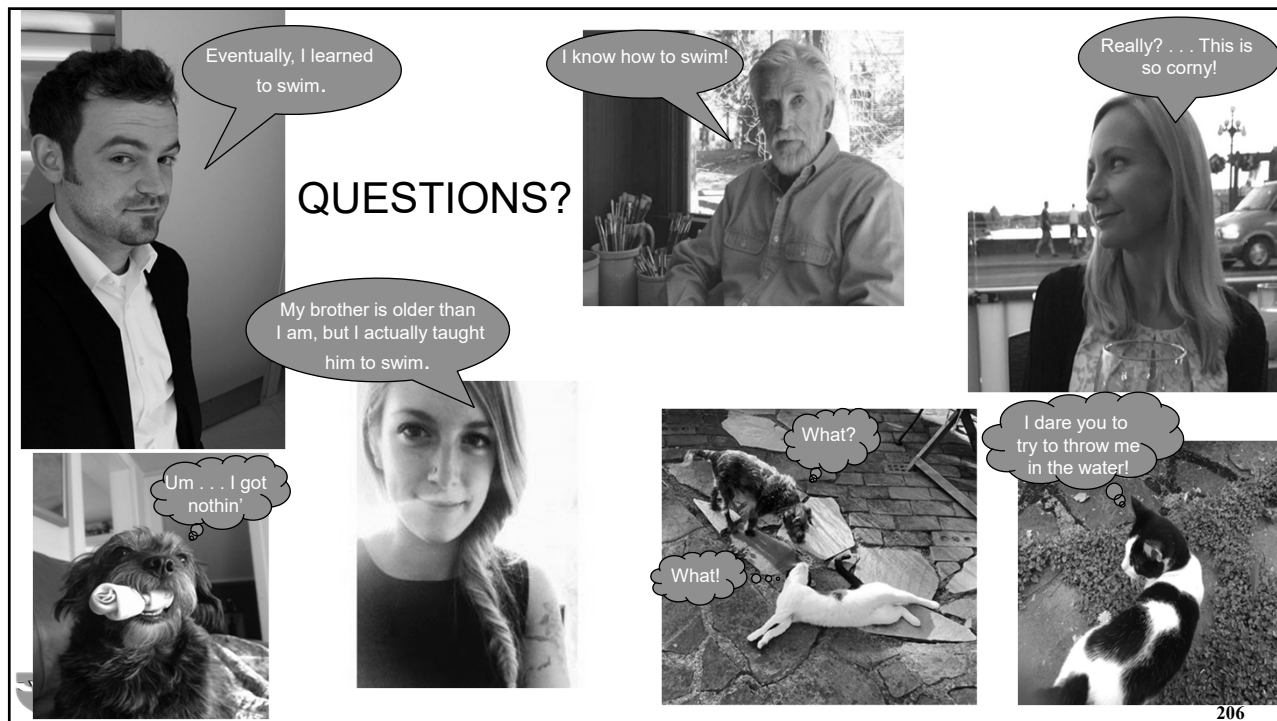 Eventually, I learned
to swim.
I know how to swim!
Really? . . . This is
so corny!
QUESTIONS?
My brother is older than
I am, but I actually taught
him to swim.
What?
I dare you to
try to throw me
in the water!
Um . . . I got
nothin’
What!
206